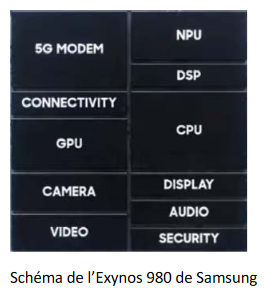 5G MODEM
CONNECTIVITY
GPU
CAMERA
VIDEO
NPU
DSP
CPU
DISPLAY
AUDIO
SECURITY
Schéma de l’Exynos 980 de Samsung